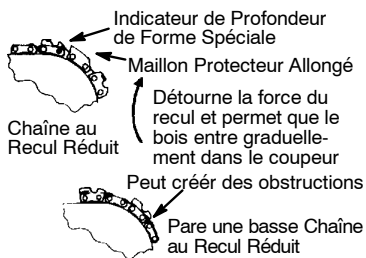 Indicateur de Profondeur
de Forme Spéciale
Maillon Protecteur Allongé
Détourne la force du
recul et permet que le
bois entre graduelle-
ment dans le coupeur
Chaîne au
Recul Réduit
Peut créér des obstructions
Pare une basse Chaîne
au Recul Réduit